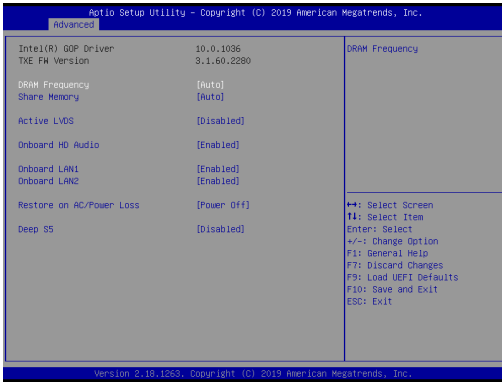 Aptio Setup Utility – Copyright (C) 2019 American Megatrends, Inc.
Advanced
Intel(R) GOP Driver 10.0.1036
TXE FW Version 3.1.60.2280
DRAM Frequency [Auto]
Share Memory [Auto]
Active LVDS [Disabled]
Onboard HD Audio [Enabled]
Onboard LAN1 [Enabled]
Onboard LAN2 [Enabled]
Restore on AC/Power Loss [Power Off]
Deep S5 [Disabled]
DRAM Frequency
↔: Select Screen
↑↓: Select Item
Enter: Select
+/-: Change Option
F1: General Help
F7: Discard Changes
F9: Load UEFI Defaults
F10: Save and Exit
ESC: Exit
Version 2.18.1263. Copyright (C) 2019 American Megatrends, Inc.